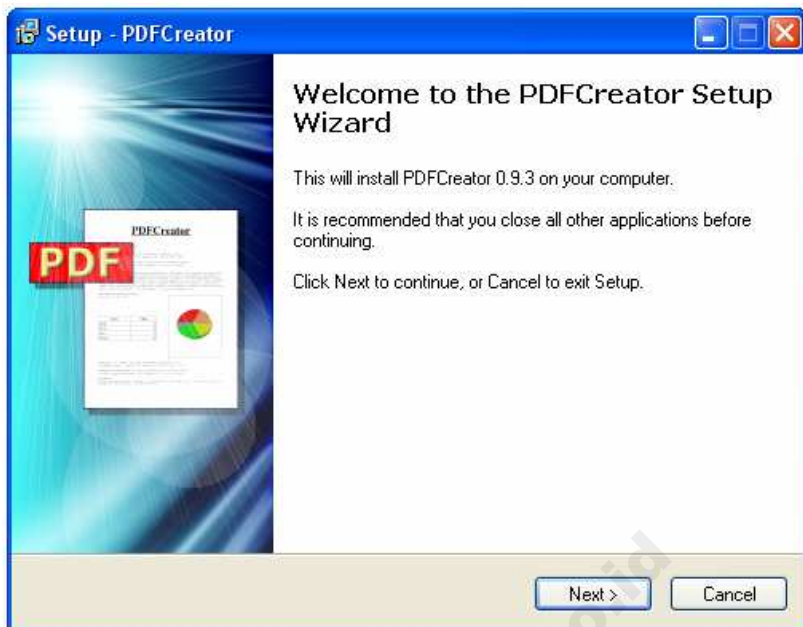 Setup - PDFCreator
Welcome to the PDFCreator Setup
Wizard
This will install PDFCreator 0.9.3 on your computer.
It is recommended that you close all other applications before
continuing.
Click Next to continue, or Cancel to exit Setup.
PDFCreator
PDF
Next >
Cancel